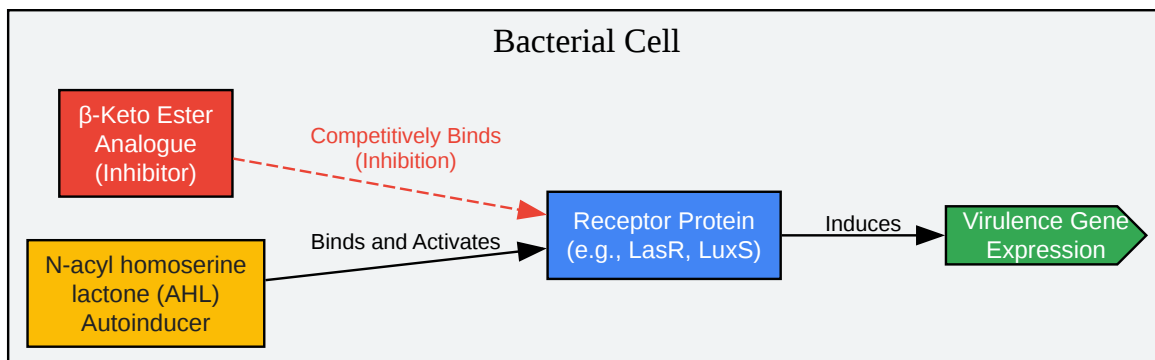 Bacterial Cell
β-Keto Ester
Analogue
(Inhibitor)
Competitively Binds
(Inhibition)
N-acyl homoserine
lactone (AHL)
Autoinducer
Binds and Activates
Receptor Protein
(e.g., LasR, LuxS)
Induces
Virulence Gene
Expression